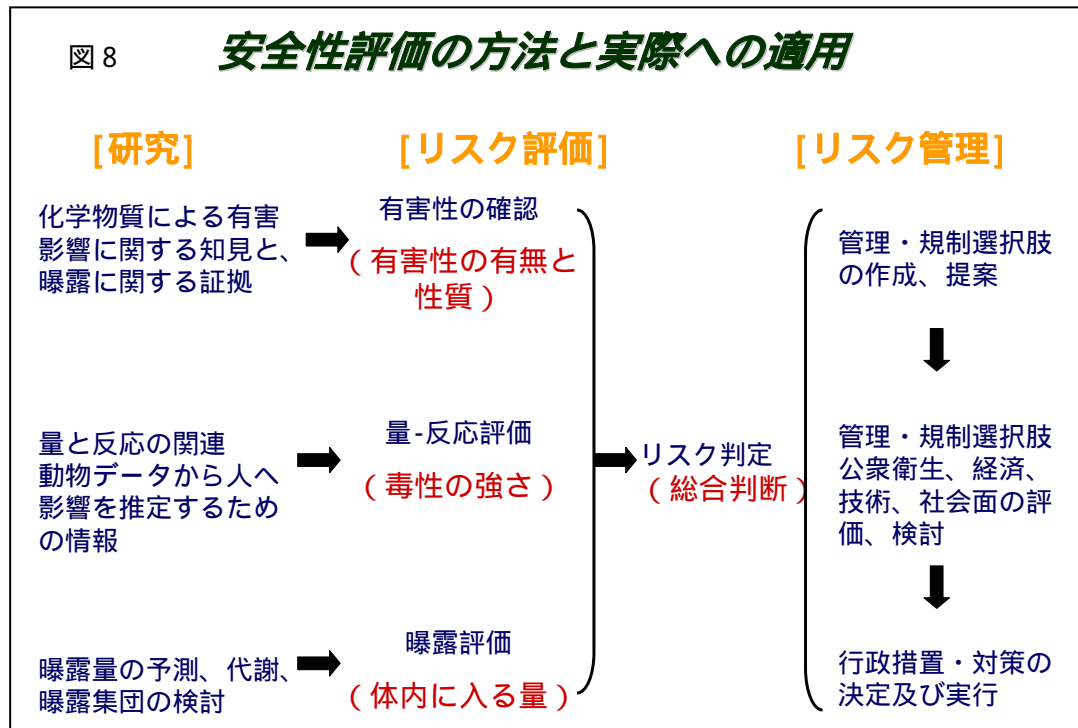 図8
安全性評価の方法と実際への適用
[研究]
[リスク評価]
[リスク管理]
化学物質による有害
影響に関する知見と、
曝露に関する証拠
有害性の確認
(有害性の有無と
性質)
量と反応の関連
動物データから人へ
影響を推定するため
の情報
量-反応評価
(毒性の強さ)
曝露量の予測、代謝、
曝露集団の検討
曝露評価
(体内に入る量)
リスク判定
(総合判断)
管理・規制選択肢
の作成、提案
管理・規制選択肢
公衆衛生、経済、
技術、社会面の評
価、検討
行政措置・対策の
決定及び実行